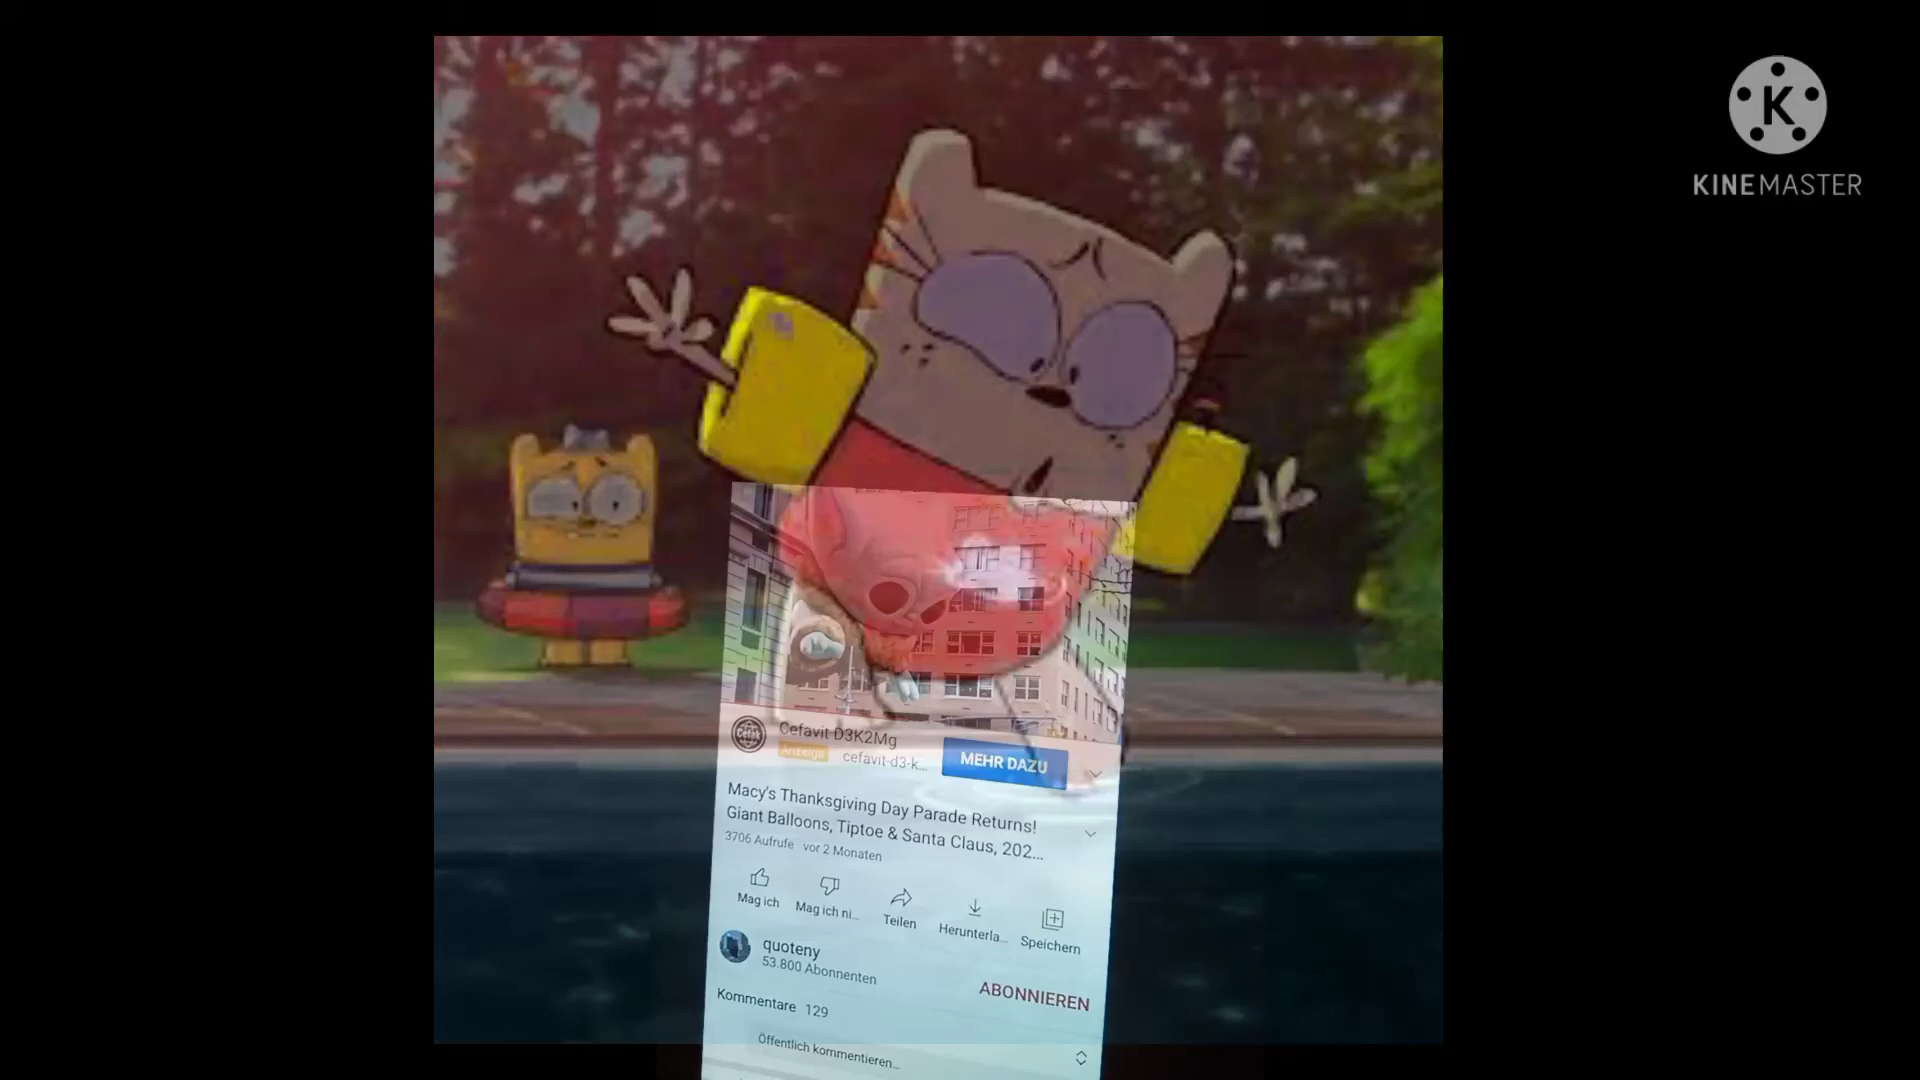 K
KINEMASTER
Cefavit D3K2Mg
Anzeige cefavit-d3-k...
MEHR DAZU
Macy's Thanksgiving Day Parade Returns!
Giant Balloons, Tiptoe & Santa Claus, 202...
3706 Aufrufe vor 2 Monaten
Mag ich
Mag ich ni...
Teilen
Herunterla...
Speichern
quoteny
53.800 Abonnenten
ABONNIEREN
Kommentare 129
Öffentlich kommentieren...